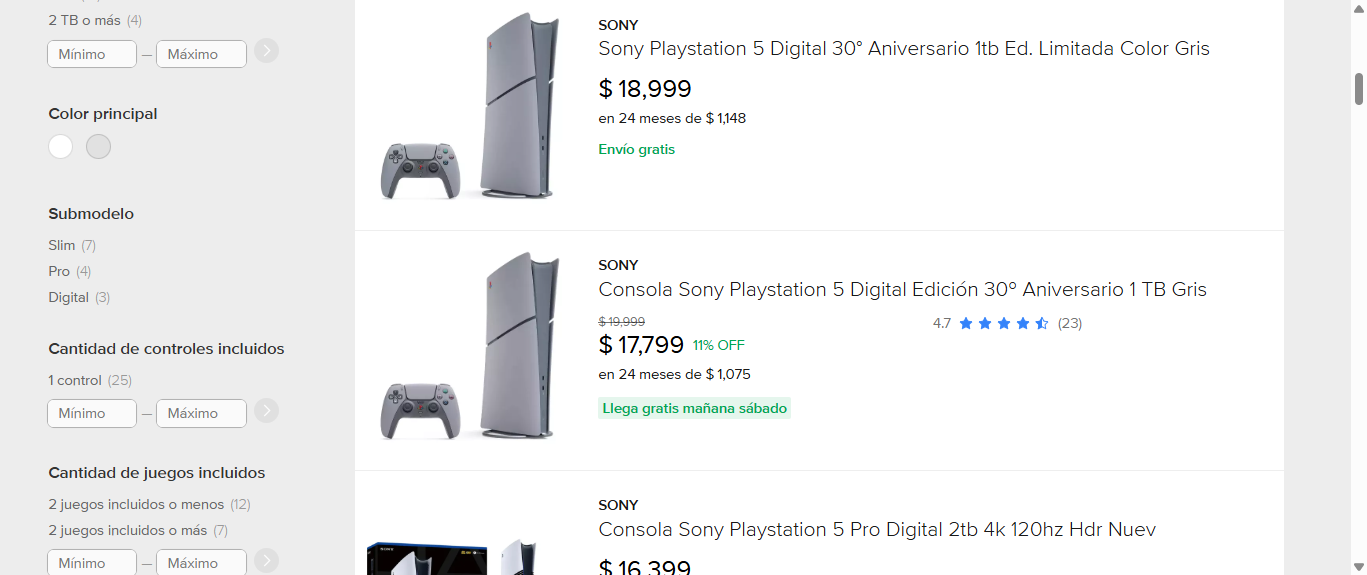 2 TB o más (4)
Mínimo — Máximo
Color principal
Submodelo
Slim (7)
Pro (4)
Digital (3)
Cantidad de controles incluidos
1 control (25)
Mínimo — Máximo
Cantidad de juegos incluidos
2 juegos incluidos o menos (12)
2 juegos incluidos o más (7)
Mínimo — Máximo
SONY
Sony Playstation 5 Digital 30° Aniversario 1tb Ed. Limitada Color Gris
$ 18,999
en 24 meses de $ 1,148
Envío gratis
SONY
Consola Sony Playstation 5 Digital Edición 30º Aniversario 1 TB Gris
$ 19,999
4.7 (23)
$ 17,799 11% OFF
en 24 meses de $ 1,075
Llega gratis mañana sábado
SONY
Consola Sony Playstation 5 Pro Digital 2tb 4k 120hz Hdr Nuev
$ 16,399